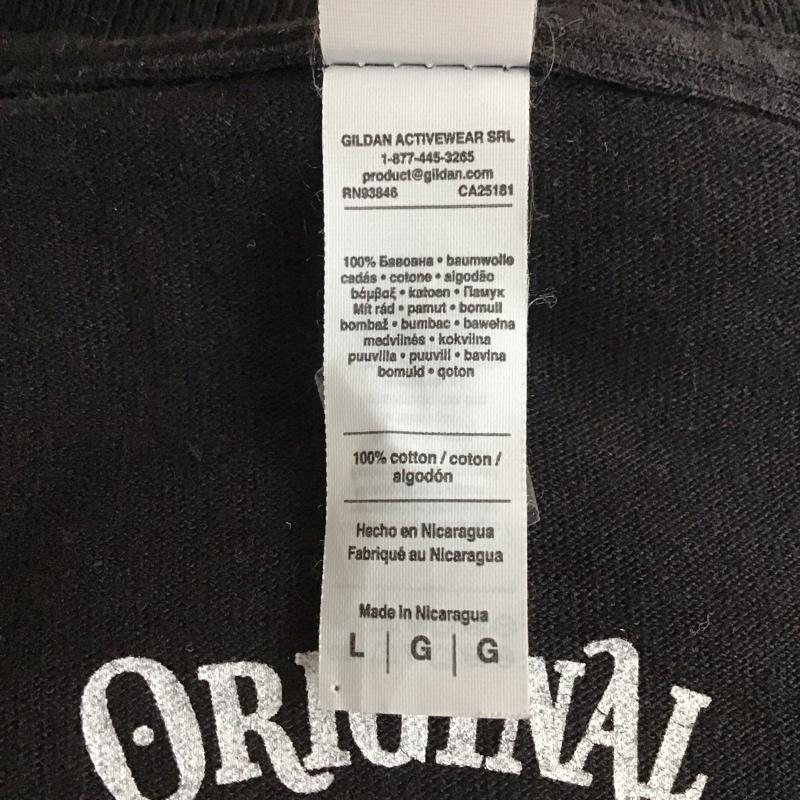 GILDAN ACTIVEWEAR SRL
1-877-445-3265
product@gildan.com
RN93846 CA25181
100% Бавовна • baumwolle
cadás • cotone • algodão
βάμβαξ • katoen • Памук
Mit rád • pamut • bomull
bombaž • bumbac • bawełna
medvilnės • kokvilna
puuvilla • puuvill • bavlna
bomuld • qoton
100% cotton / coton /
algodón
Hecho en Nicaragua
Fabriqué au Nicaragua
Made in Nicaragua
L | G | G
ORIGINAL